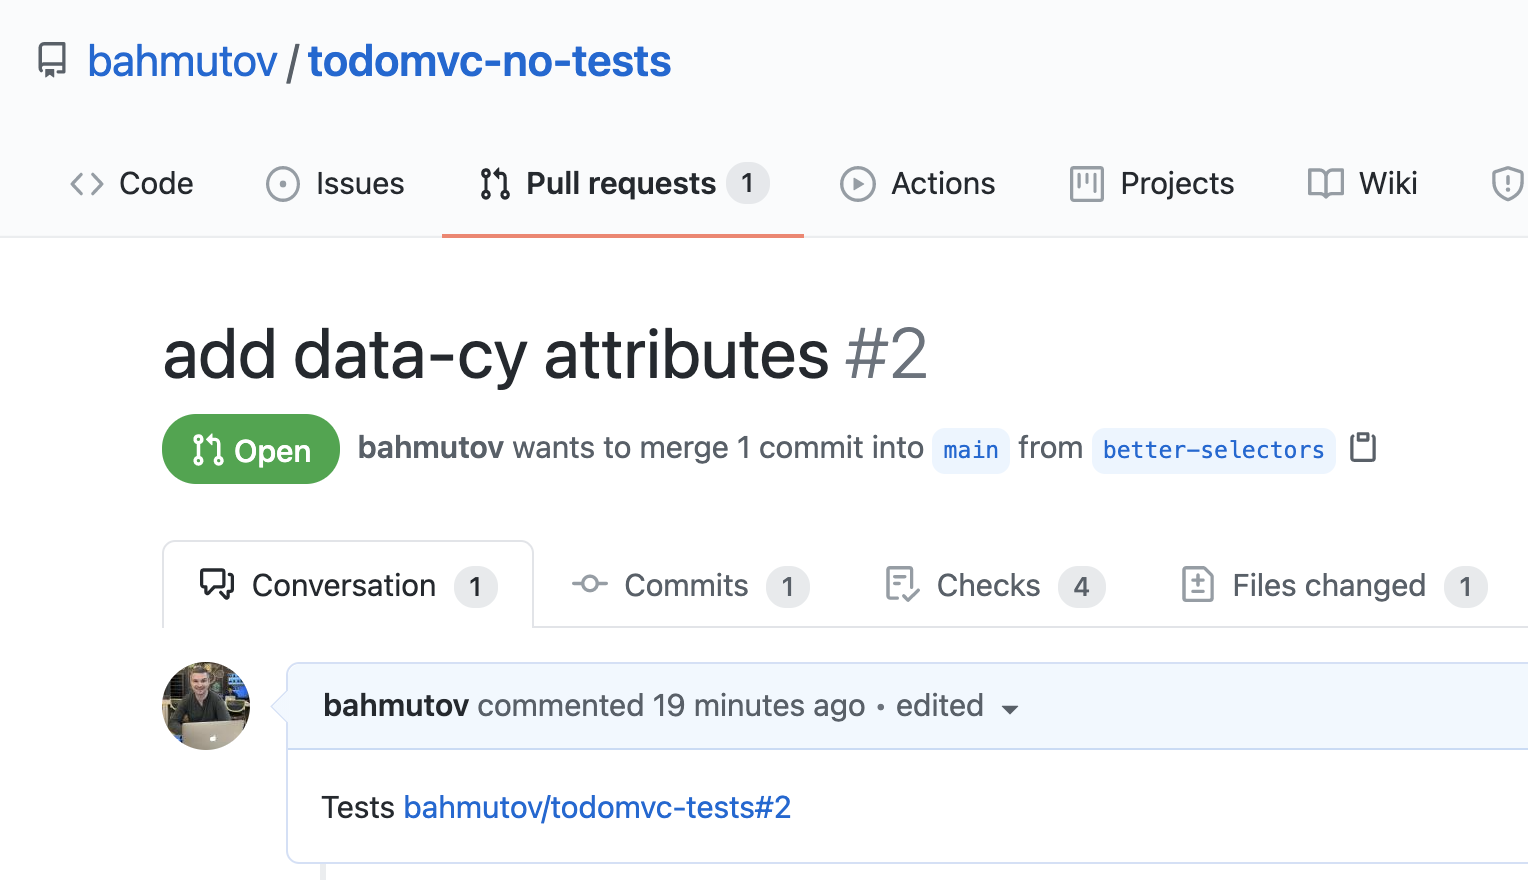 bahmutov / todomvc-no-tests
Code Issues Pull requests 1 Actions Projects Wiki
add data-cy attributes #2
Open bahmutov wants to merge 1 commit into main from better-selectors
Conversation 1 Commits 1 Checks 4 Files changed 1
bahmutov commented 19 minutes ago • edited
Tests bahmutov/todomvc-tests#2